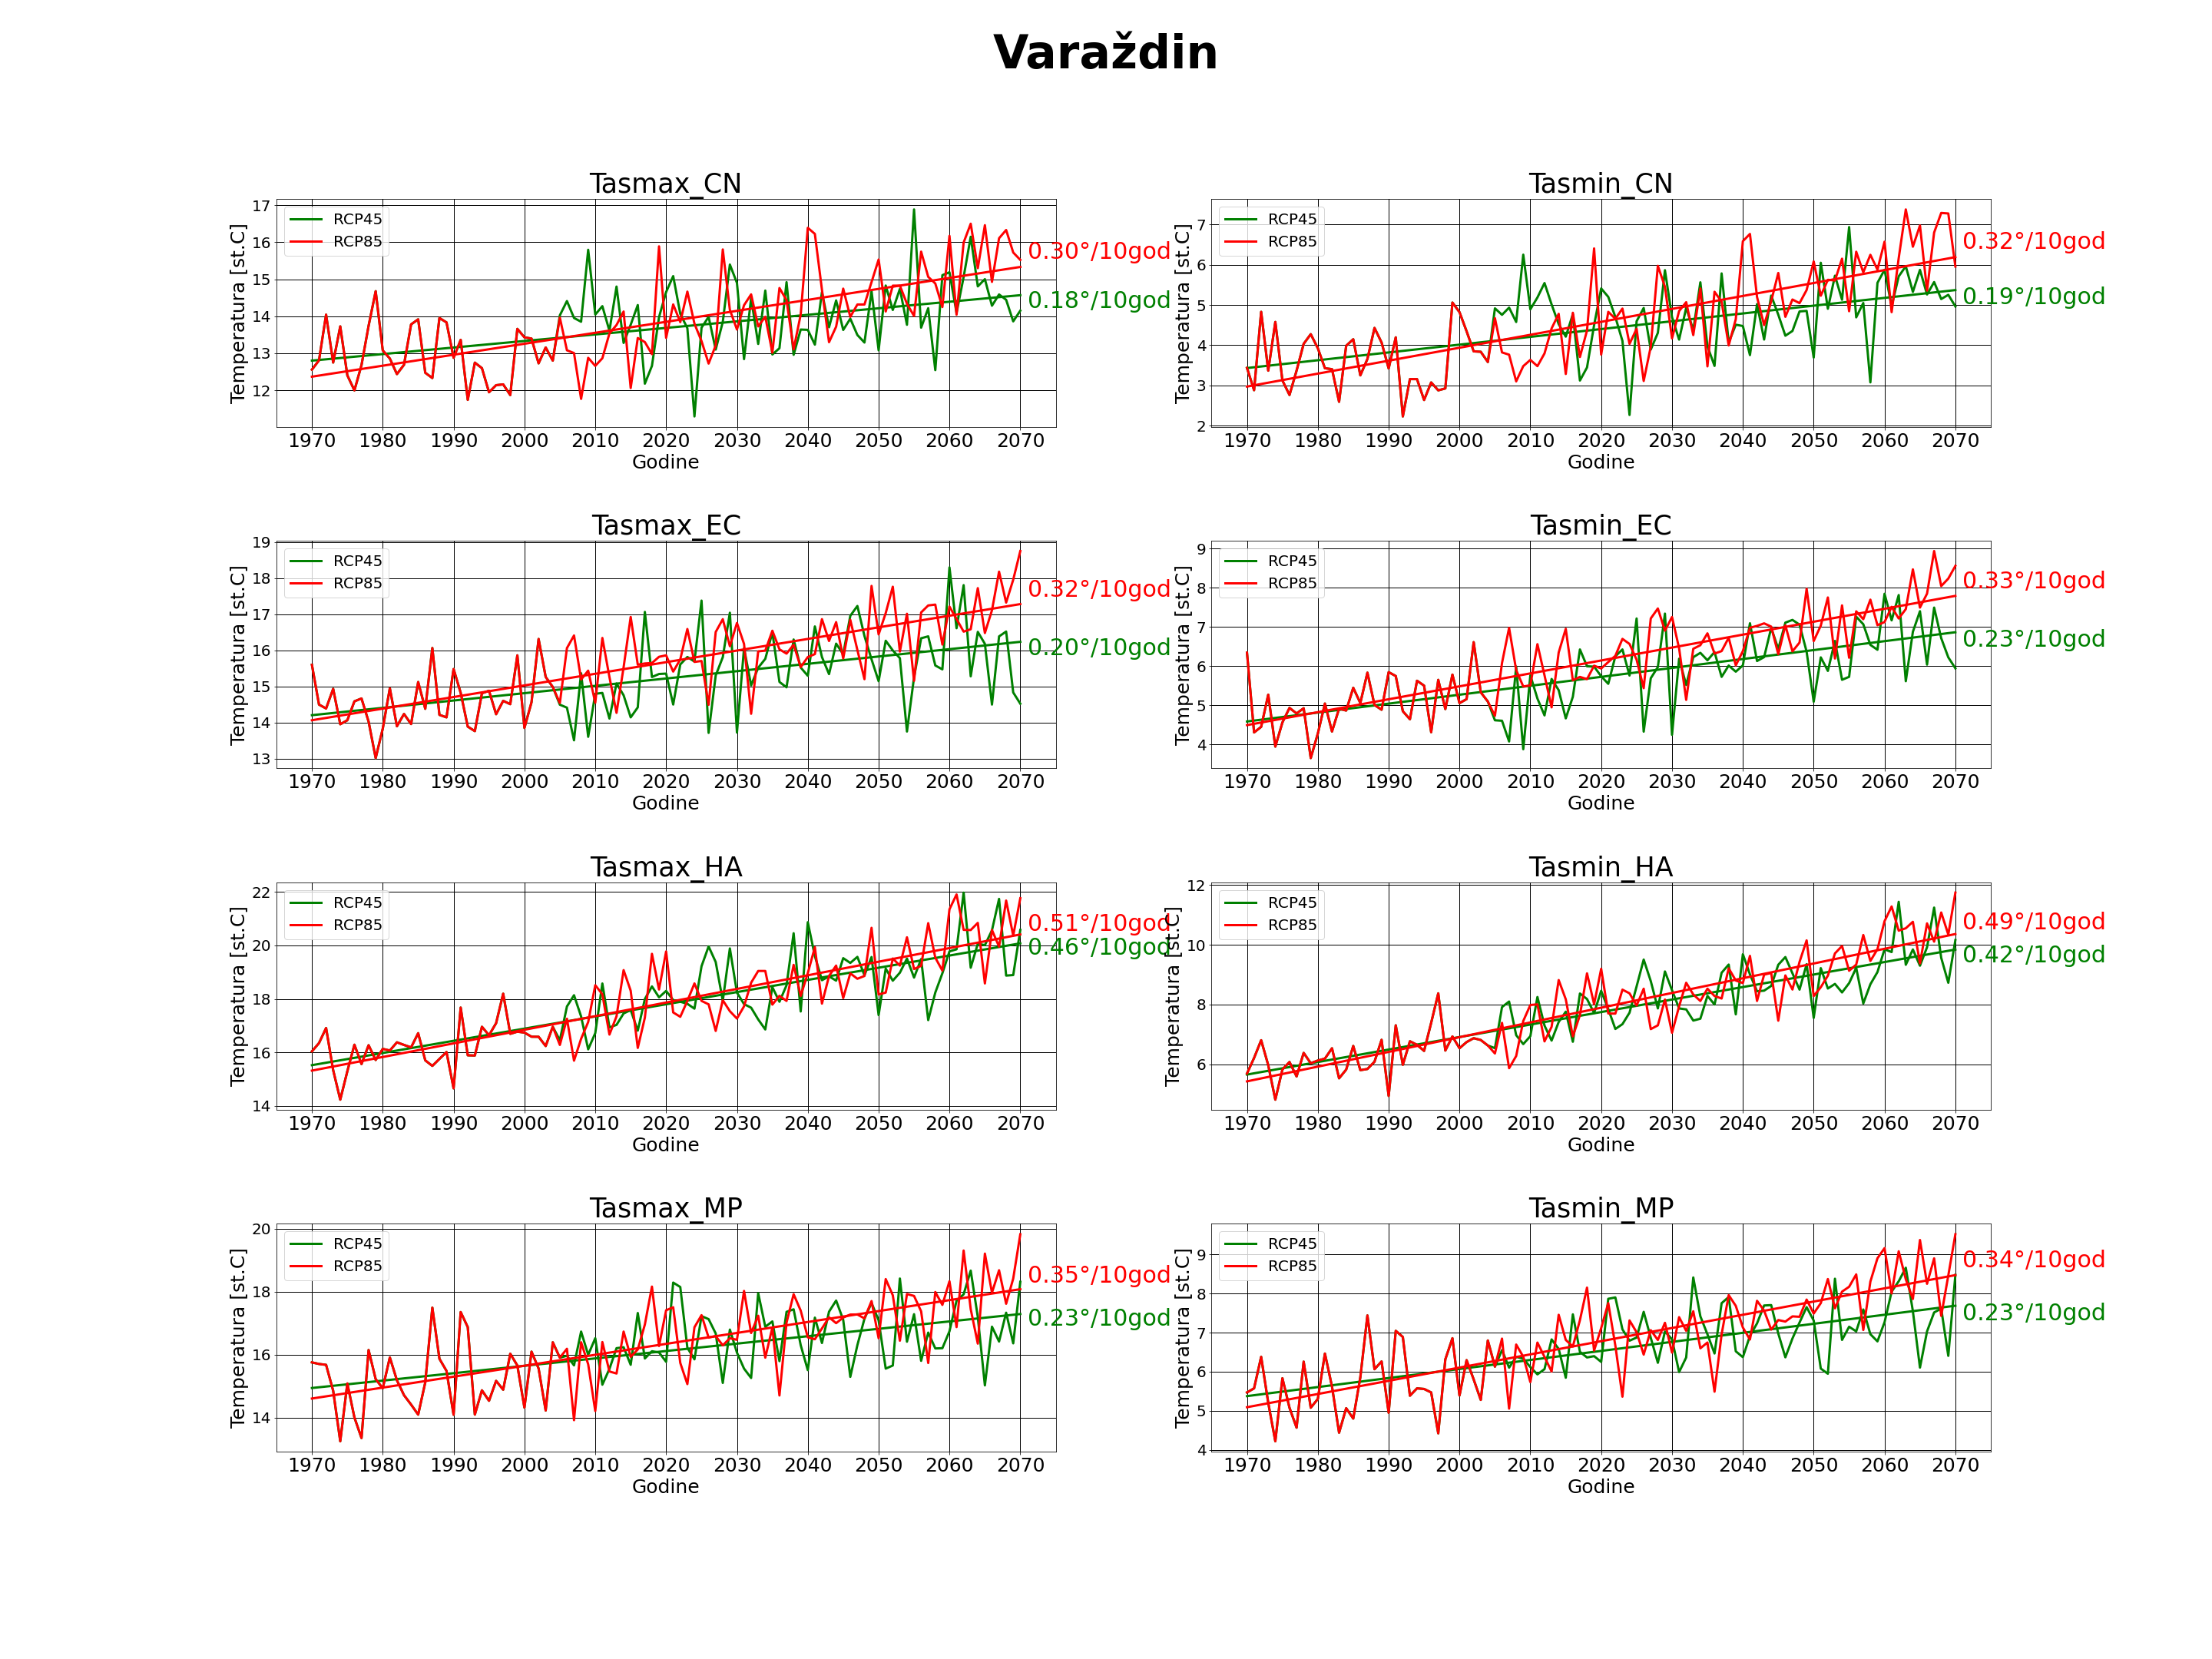 Varaždin
Tasmax_CN
Temperatura [st.C]
17
16
15
14
13
12
RCP45
RCP85
0.30°/10god
0.18°/10god
1970 1980 1990 2000 2010 2020 2030 2040 2050 2060 2070
Godine
Tasmin_CN
Temperatura [st.C]
7
6
5
4
3
2
RCP45
RCP85
0.32°/10god
0.19°/10god
1970 1980 1990 2000 2010 2020 2030 2040 2050 2060 2070
Godine
Tasmax_EC
Temperatura [st.C]
19
18
17
16
15
14
13
RCP45
RCP85
0.32°/10god
0.20°/10god
1970 1980 1990 2000 2010 2020 2030 2040 2050 2060 2070
Godine
Tasmin_EC
Temperatura [st.C]
9
8
7
6
5
4
RCP45
RCP85
0.33°/10god
0.23°/10god
1970 1980 1990 2000 2010 2020 2030 2040 2050 2060 2070
Godine
Tasmax_HA
Temperatura [st.C]
22
20
18
16
14
RCP45
RCP85
0.51°/10god
0.46°/10god
1970 1980 1990 2000 2010 2020 2030 2040 2050 2060 2070
Godine
Tasmin_HA
Temperatura [st.C]
12
10
8
6
RCP45
RCP85
0.49°/10god
0.42°/10god
1970 1980 1990 2000 2010 2020 2030 2040 2050 2060 2070
Godine
Tasmax_MP
Temperatura [st.C]
20
18
16
14
RCP45
RCP85
0.35°/10god
0.23°/10god
1970 1980 1990 2000 2010 2020 2030 2040 2050 2060 2070
Godine
Tasmin_MP
Temperatura [st.C]
9
8
7
6
5
4
RCP45
RCP85
0.34°/10god
0.23°/10god
1970 1980 1990 2000 2010 2020 2030 2040 2050 2060 2070
Godine